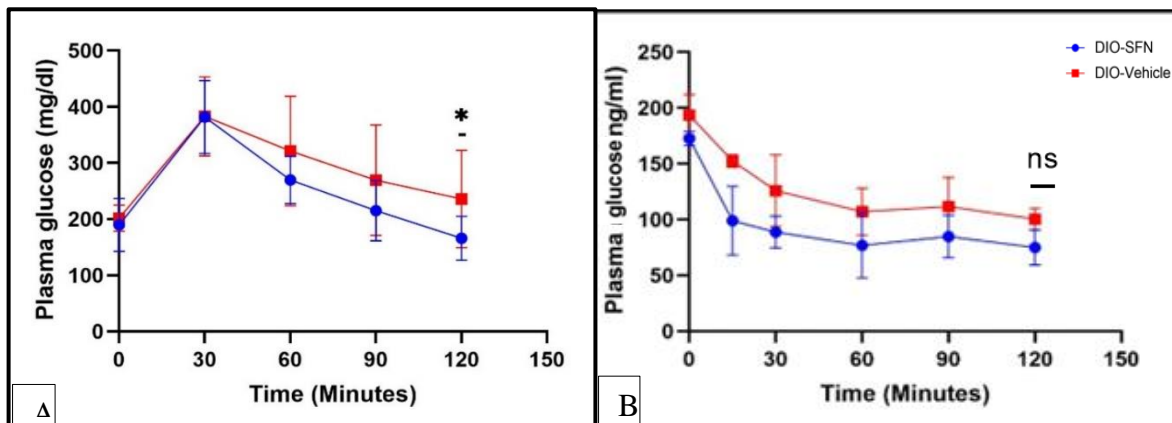 500
400
300
200
100
0
Plasma glucose (mg/dl)
*
-
0 30 60 90 120 150
Time (Minutes)
A
250
200
150
100
50
0
Plasma glucose ng/ml)
DIO-SFN
DIO-Vehicle
ns
0 30 60 90 120 150
Time (Minutes)
B